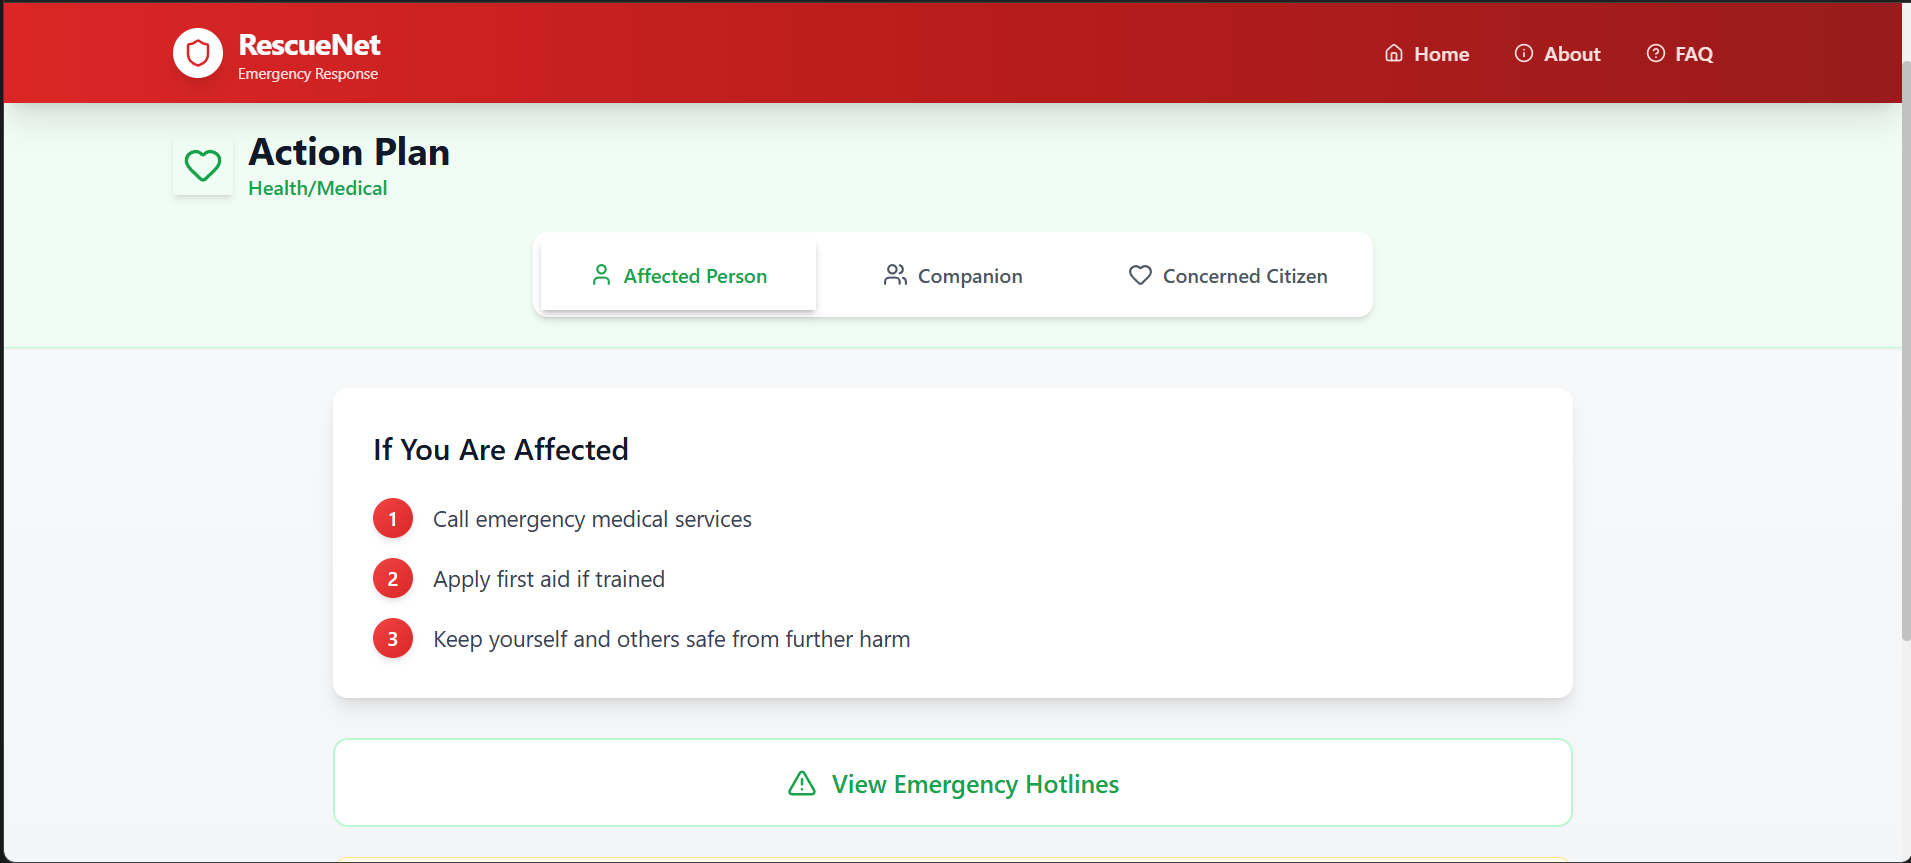 RescueNet
Emergency Response
Home
About
FAQ
Action Plan
Health/Medical
Affected Person
Companion
Concerned Citizen
If You Are Affected
1 Call emergency medical services
2 Apply first aid if trained
3 Keep yourself and others safe from further harm
View Emergency Hotlines